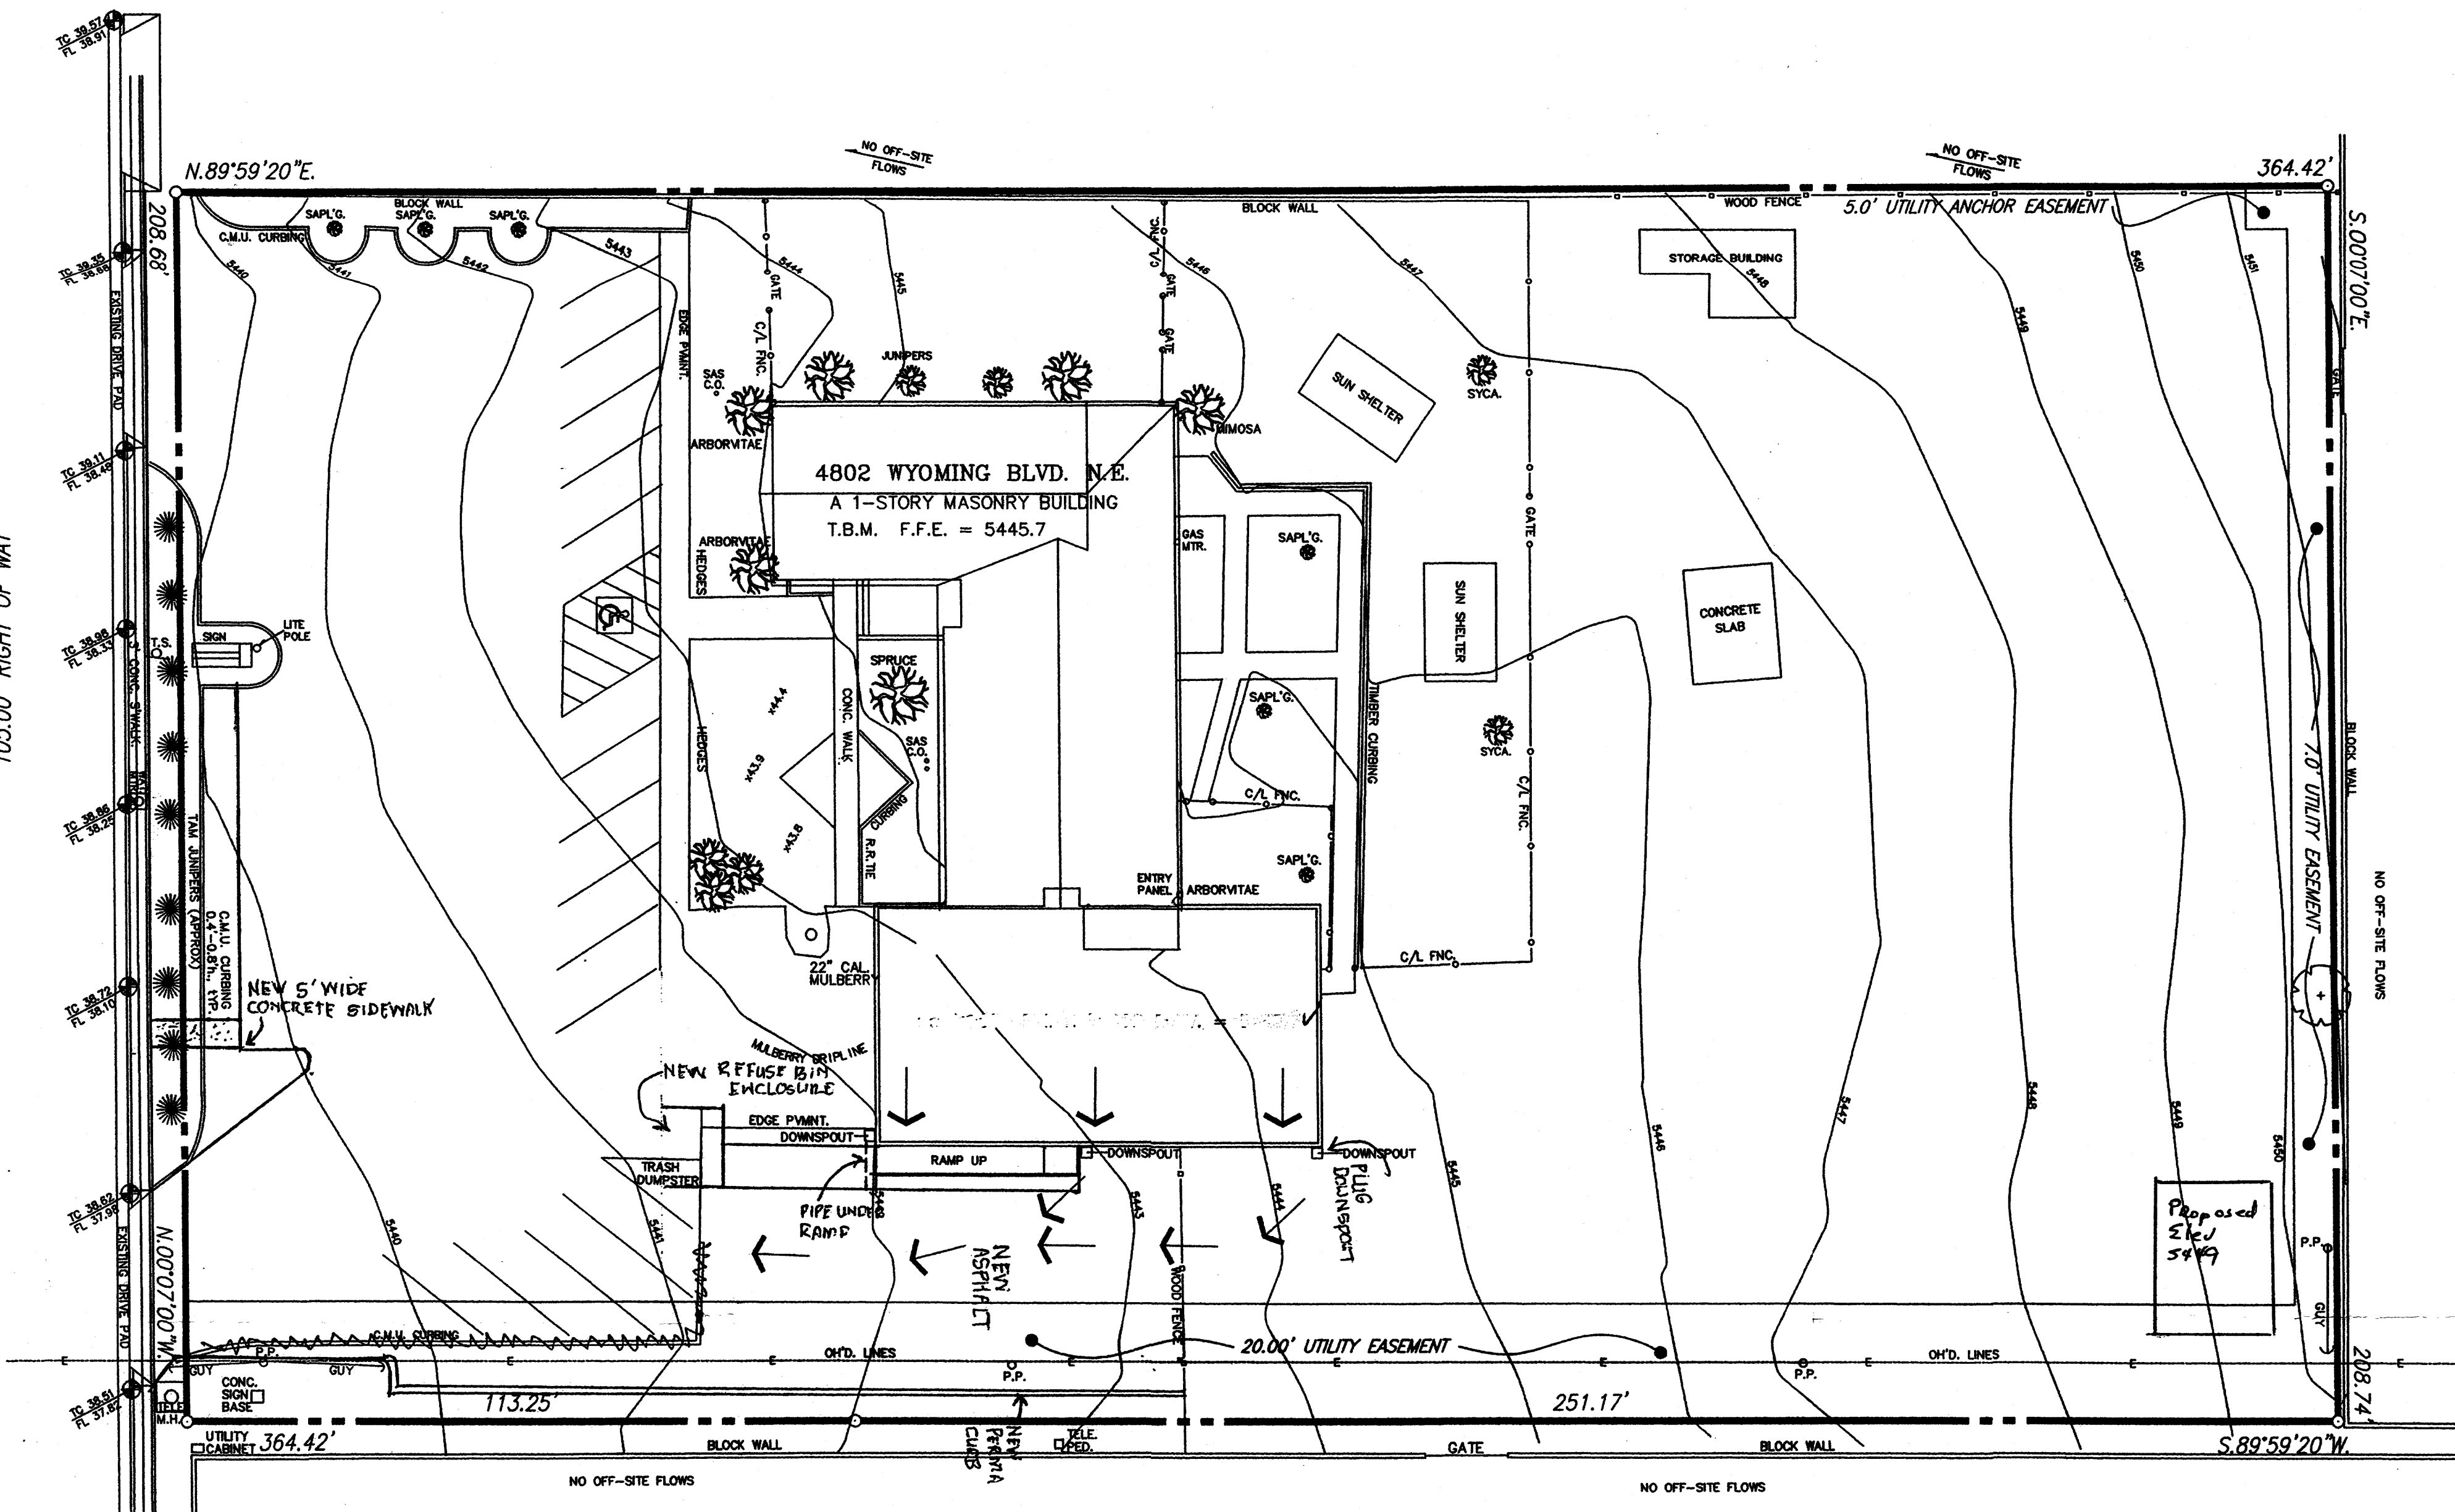 TC 39.57
FL 38.91
NO OFF-SITE
FLOWS
NO OFF-SITE
FLOWS
N.89°59'20"E.
364.42'
208.68'
BLOCK WALL
SAPL'G.
SAPL'G.
SAPL'G.
C.M.U. CURBING
BLOCK WALL
WOOD FENCE
5.0' UTILITY ANCHOR EASEMENT
S.00°07'00"E.
TC 39.35
38.68
5440
5441
5442
5443
5444
5445
5446
5447
5448
5449
5450
5451
C/L FNC.
GATE
GATE
GATE
C/L FNC.
STORAGE BUILDING
EXISTING DRIVE PAD
EDGE PVMNT.
SAS
C.O.
JUNIPERS
SUN SHELTER
SYCA.
GATE
ARBORVITAE
MIMOSA
TC 39.11
FL 38.48
4802 WYOMING BLVD. N.E.
A 1-STORY MASONRY BUILDING
T.B.M. F.F.E. = 5445.7
ARBORVITAE
HEDGES
GAS
MTR.
SAPL'G.
GATE
105.00' RIGHT OF WAY
SUN SHELTER
CONCRETE
SLAB
TC 38.98
FL 38.33
T.S.
SIGN
LITE
POLE
5' CONC. S'WALK
SPRUCE
x44.4
CONC. WALK
SAPL'G.
TIMBER CURBING
SYCA.
HEDGES
SAS
C.O.
x43.9
BLOCK WALL
7.0' UTILITY EASEMENT
TC 38.86
FL 38.25
C/L FNC.
C/L FNC.
CURBING
x43.8
R.R.TIE
TAM JUNIPERS (APPROX)
SAPL'G.
ENTRY
PANEL
ARBORVITAE
NO OFF-SITE FLOWS
C.M.U. CURBING
0.4'-0.8'h., TYP.
C/L FNC.
22" CAL.
MULBERRY
NEW 5' WIDE
CONCRETE SIDEWALK
TC 38.72
FL 38.10
MULBERRY DRIPLINE
NEW REFUSE BIN
ENCLOSURE
EDGE PVMNT.
DOWNSPOUT
RAMP UP
DOWNSPOUT
DOWNSPOUT
TRASH
DUMPSTER
PLUG
DOWNSPOUT
5446
5447
5448
5449
5450
5445
5444
5443
5442
5441
5440
TC 38.62
FL 37.98
PIPE UNDER
RAMP
NEW
ASPHALT
WOOD FENCE
Proposed
Elev
5449
P.P.
GUY
EXISTING DRIVE PAD
N.00°07'00"W.
C.M.U. CURBING
20.00' UTILITY EASEMENT
E
P.P.
GUY
GUY
E
OH'D. LINES
E
P.P.
E
E
E
P.P.
E
OH'D. LINES
E
E
E
208.74'
TC 38.51
FL 37.82
CONC.
SIGN
BASE
TELE
M.H.
113.25'
251.17'
NEW
PERMA
CURB
TELE.
PED.
UTILITY
CABINET
364.42'
BLOCK WALL
GATE
BLOCK WALL
S.89°59'20"W.
NO OFF-SITE FLOWS
NO OFF-SITE FLOWS